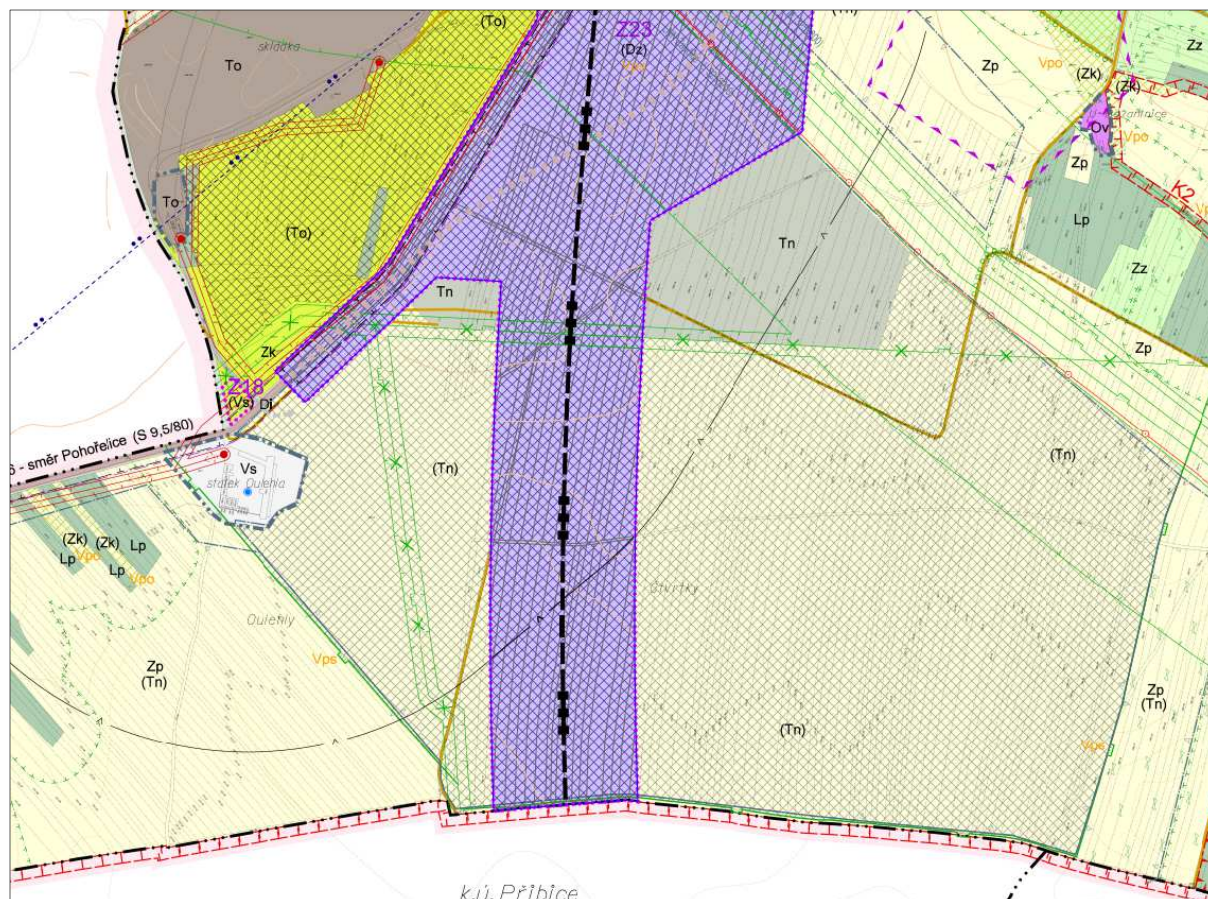 Z23
(Dz)
(To)
skládka
To
Zp
Vpo
(Zk)
Zz
(Zk)
Ov
Vpo
Zp
K2
Lp
Zz
To
(To)
Tn
Tn
Zp
Zk
Z18
(Vs)
Di
- směr Pohořelice (S 9,5/80)
Vs
statek Oulehla
(Tn)
(Tn)
(Zk)
(Zk)
Lp
Lp
Vpo
Lp
Vpo
Čtvrtky
Oulehly
Vps
Zp
(Tn)
Zp
(Tn)
(Tn)
Vps
k.ú. Přibice